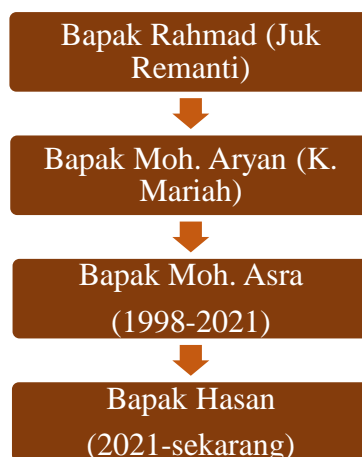 Bapak Rahmad (Juk
Remanti)
Bapak Moh. Aryan (K.
Mariah)
Bapak Moh. Asra
(1998-2021)
Bapak Hasan
(2021-sekarang)